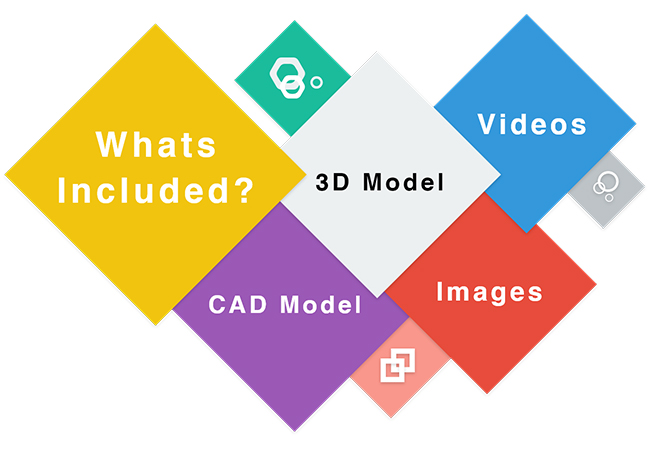 Whats
Included?
3D Model
Videos
CAD Model
Images